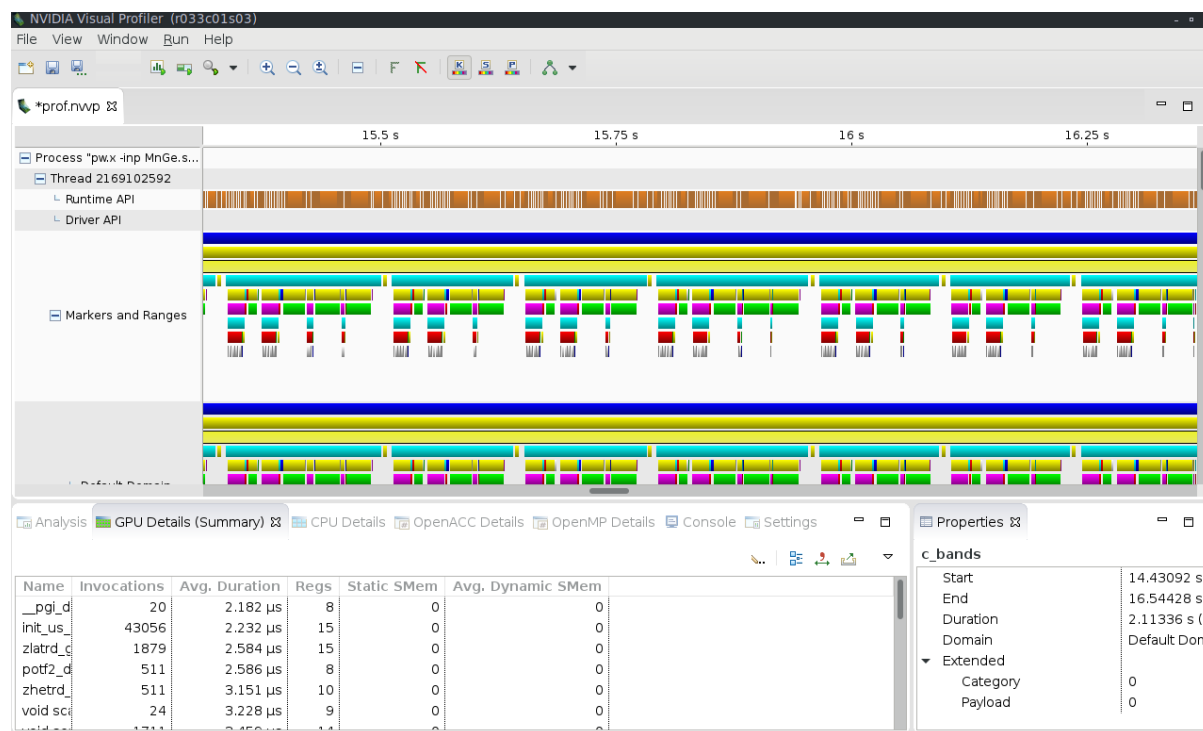 NVIDIA Visual Profiler (r033c01s03)
File View Window Run Help
*prof.nvvp
15.5 s 15.75 s 16 s 16.25 s
Process "pw.x -inp MnGe.s...
Thread 2169102592
Runtime API
Driver API
Markers and Ranges
Default Domain
Analysis GPU Details (Summary) CPU Details OpenACC Details OpenMP Details Console Settings
Properties
c_bands
Name Invocations Avg. Duration Regs Static SMem Avg. Dynamic SMem
__pgi_d 20 2.182 μs 8 0 0
init_us_ 43056 2.232 μs 15 0 0
zlatrd_g 1879 2.584 μs 15 0 0
potf2_d 511 2.586 μs 8 0 0
zhetrd_ 511 3.151 μs 10 0 0
void sca 24 3.228 μs 9 0 0
Start 14.43092 s
End 16.54428 s
Duration 2.11336 s (
Domain Default Dom
Extended
Category 0
Payload 0